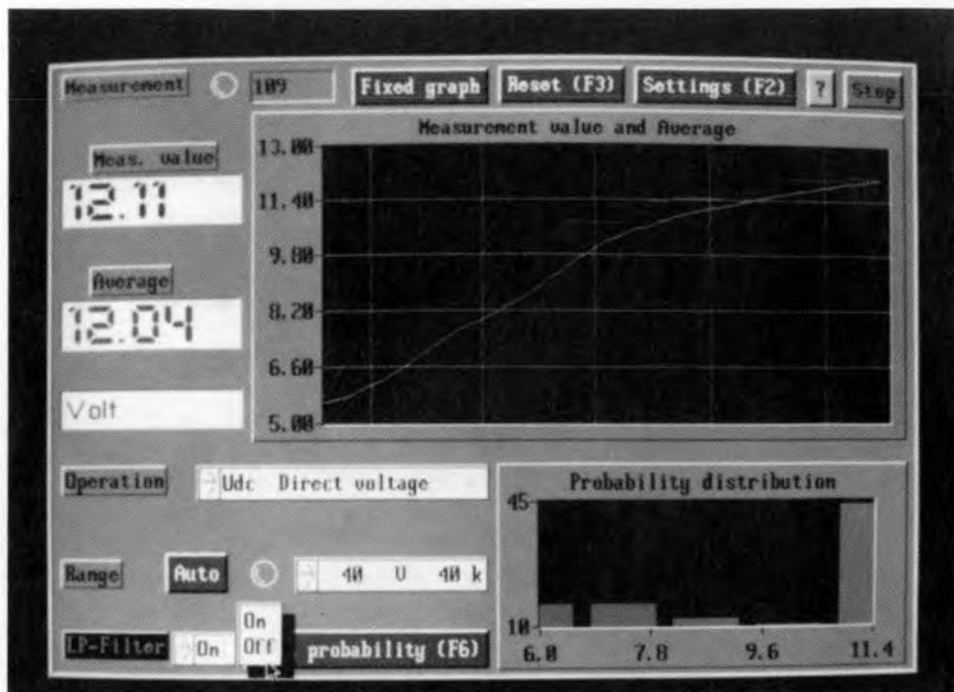 Measurement 109 Fixed graph Reset (F3) Settings (F2) ? Stop
Measurement value and Average
Meas. value
12.11
Average
12.04
Volt
13.00
11.40
9.80
8.20
6.60
5.00
Operation Udc Direct voltage
Range Auto 40 V 40 k
LP-Filter On
On
Off
probability (F6)
Probability distribution
45
10
6.0 7.8 9.6 11.4